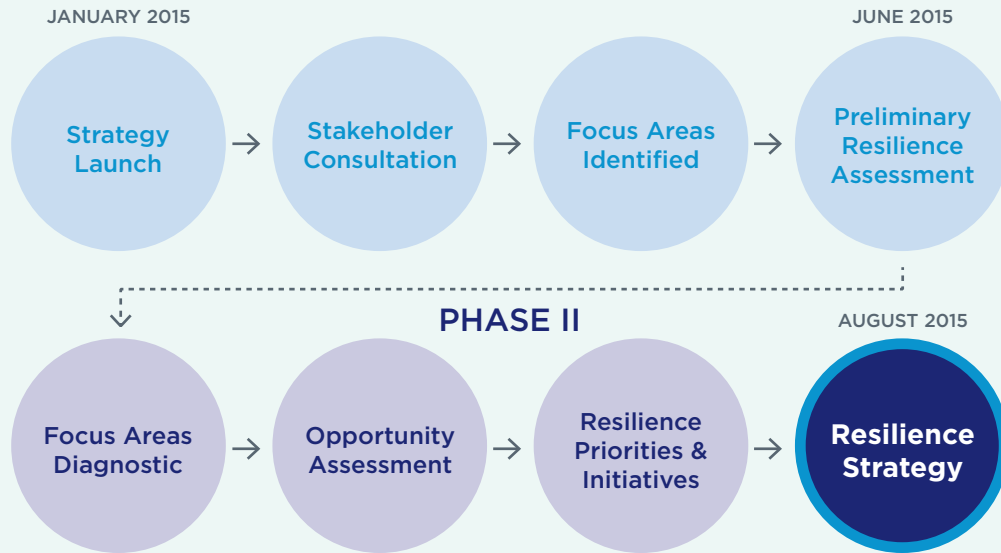 JANUARY 2015
JUNE 2015
Strategy
Launch
Stakeholder
Consultation
Focus Areas
Identified
Preliminary
Resilience
Assessment
PHASE II
AUGUST 2015
Focus Areas
Diagnostic
Opportunity
Assessment
Resilience
Priorities &
Initiatives
Resilience
Strategy